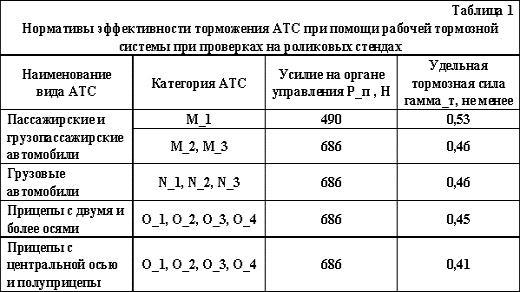 Таблица 1
Нормативы эффективности торможения АТС при помощи рабочей тормозной
системы при проверках на роликовых стендах
Наименование
вида АТС
Категория АТС
Усилие на органе
управления Р_п , Н
Удельная
тормозная сила
гамма_т, не менее
Пассажирские и
грузопассажирские
автомобили
M_1
490
0,53
M_2, M_3
686
0,46
Грузовые
автомобили
N_1, N_2, N_3
686
0,46
Прицепы с двумя и
более осями
O_1, O_2, O_3, O_4
686
0,45
Прицепы с
центральной осью
и полуприцепы
O_1, O_2, O_3, O_4
686
0,41